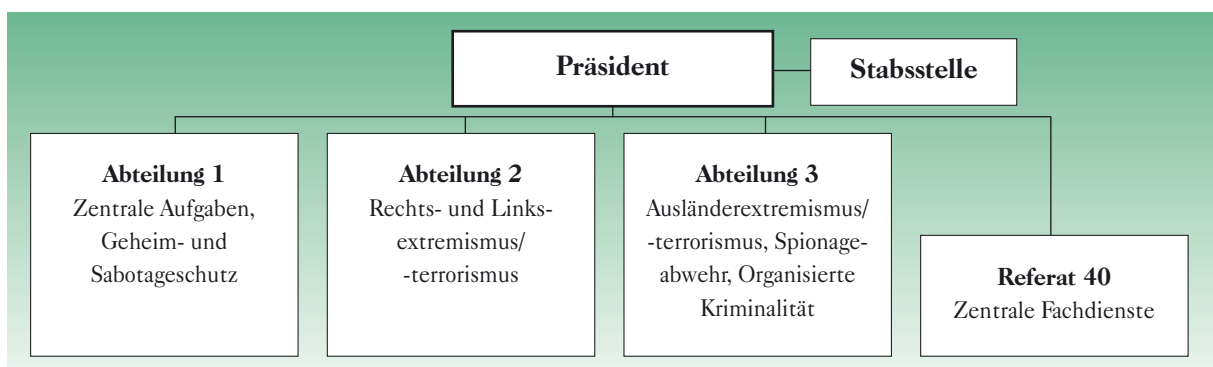 Präsident
Stabsstelle
Abteilung 1
Zentrale Aufgaben,
Geheim- und
Sabotageschutz
Abteilung 2
Rechts- und Links-
extremismus/
-terrorismus
Abteilung 3
Ausländerextremismus/
-terrorismus, Spionage-
abwehr, Organisierte
Kriminalität
Referat 40
Zentrale Fachdienste